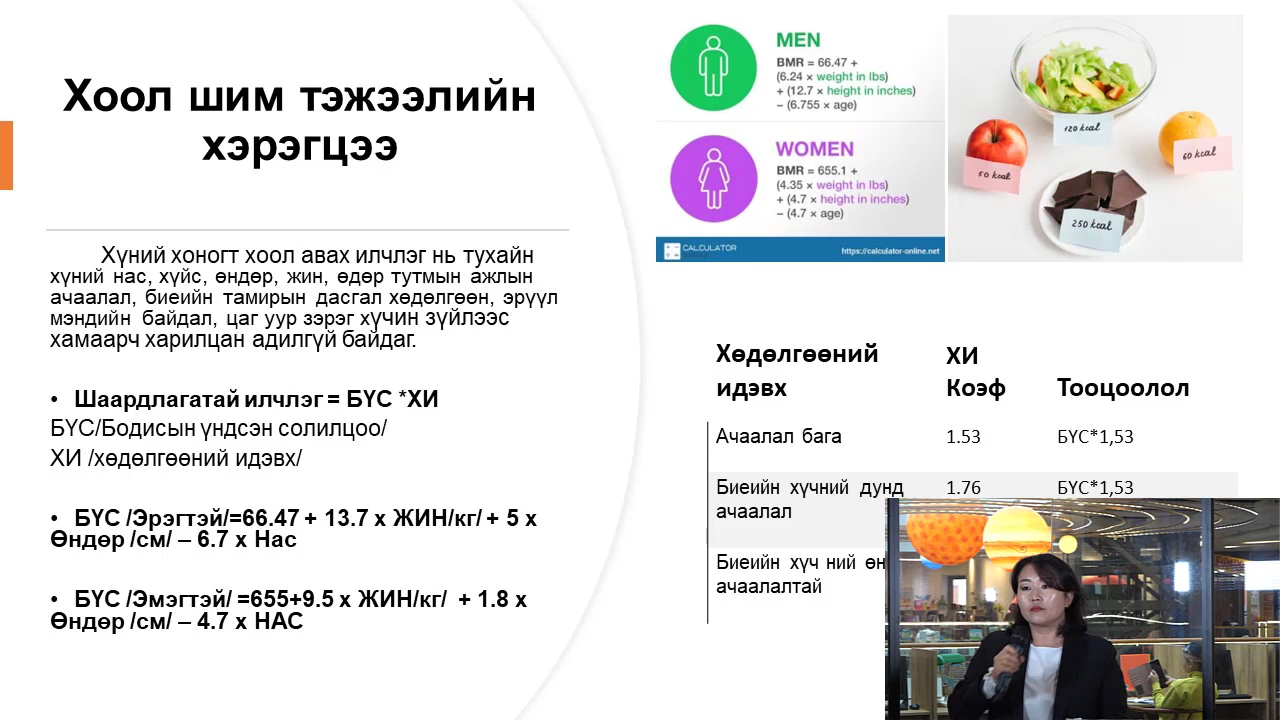 Хоол шим тэжээлийн
хэрэгцээ
Хүний хоногт хоол авах илчлэг нь тухайн
хүний нас, хүйс, өндөр, жин, өдөр тутмын ажлын
ачаалал, биеийн тамирын дасгал хөдөлгөөн, эрүүл
мэндийн байдал, цаг уур зэрэг хүчин зүйлээс
хамаарч харилцан адилгүй байдаг.
• Шаардлагатай илчлэг = БҮС *ХИ
БҮС/Бодисын үндсэн солилцоо/
ХИ /хөдөлгөөний идэвх/
• БҮС /Эрэгтэй/=66.47 + 13.7 x ЖИН/кг/ + 5 x
Өндөр /см/ – 6.7 x Нас
• БҮС /Эмэгтэй/ =655+9.5 x ЖИН/кг/ + 1.8 x
Өндөр /см/ – 4.7 x НАС
MEN
BMR = 66.47 +
(6.24 × weight in lbs)
+ (12.7 × height in inches)
− (6.755 × age)
WOMEN
BMR = 655.1 +
(4.35 × weight in lbs)
+ (4.7 × height in inches)
− (4.7 × age)
CALCULATOR
https://calculator-online.net
120 kcal
50 kcal
60 kcal
250 kcal
Хөдөлгөөний идэвх
ХИ Коэф
Тооцоолол
Ачаалал бага 1.53 БҮС*1,53
Биеийн хүчний дунд 1.76 БҮС*1,53
ачаалал
Биеийн хүч ний
ачаалалтай